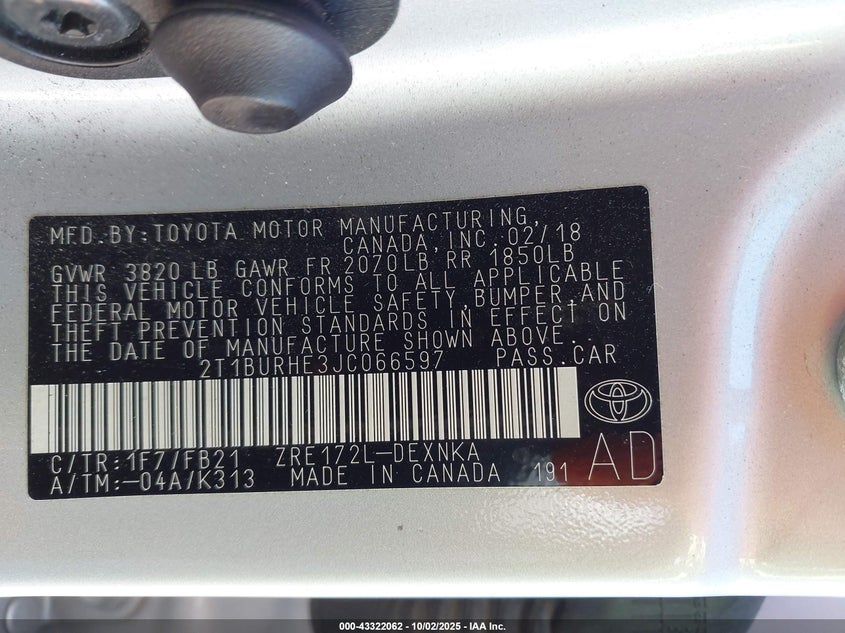 MFD.BY:TOYOTA MOTOR MANUFACTURING,
CANADA,INC. 02/18
GVWR 3820 LB GAWR FR 2070LB, RR 1850LB
THIS VEHICLE CONFORMS TO ALL APPLICABLE
FEDERAL MOTOR VEHICLE SAFETY,BUMPER,AND
THEFT PREVENTION STANDARDS IN EFFECT ON
THE DATE OF MANUFACTURE SHOWN ABOVE.
2T1BURHE3JC066597 PASS.CAR
C/TR:1F7/FB21 ZRE172L-DEXNKA
A/TM:-04A/K313 MADE IN CANADA 191
AD
000-43322062 - 10/02/2025 - IAA Inc.